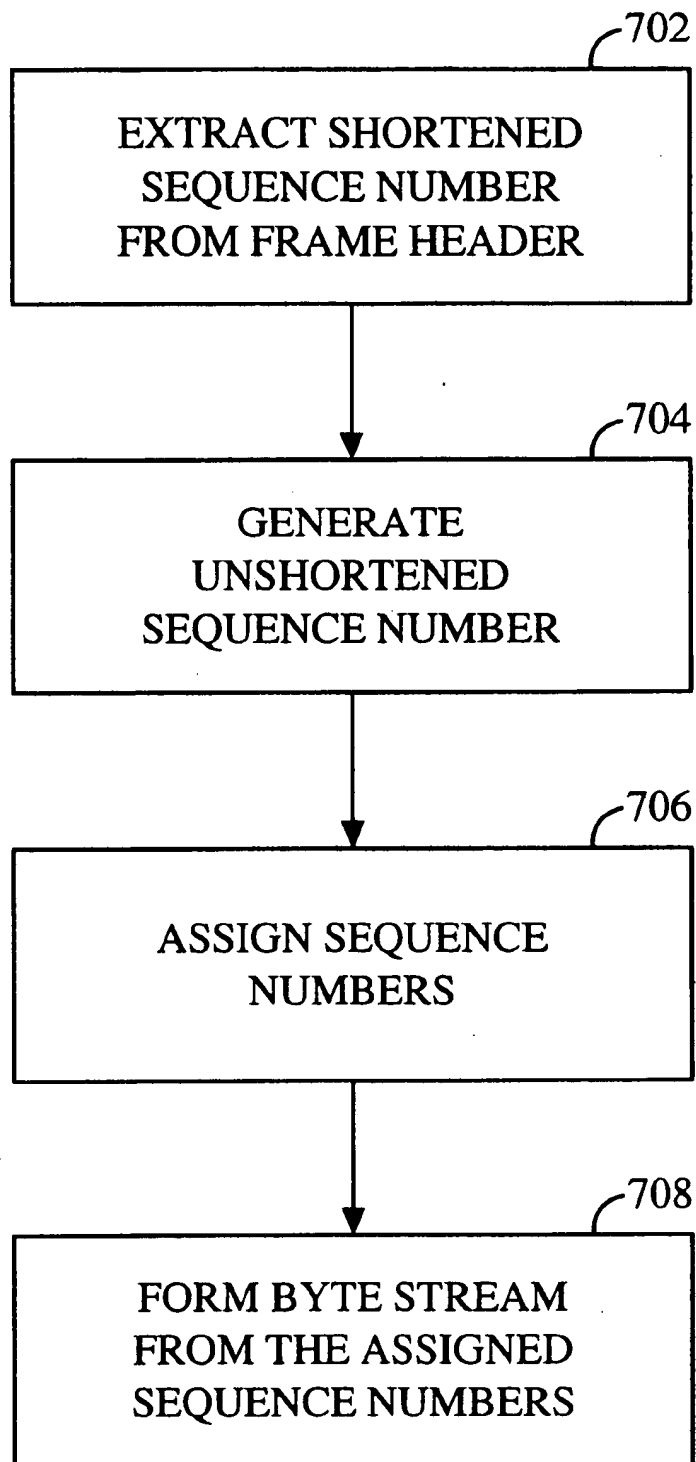 702
EXTRACT SHORTENED
SEQUENCE NUMBER
FROM FRAME HEADER
704
GENERATE
UNSHORTENED
SEQUENCE NUMBER
706
ASSIGN SEQUENCE
NUMBERS
708
FORM BYTE STREAM
FROM THE ASSIGNED
SEQUENCE NUMBERS